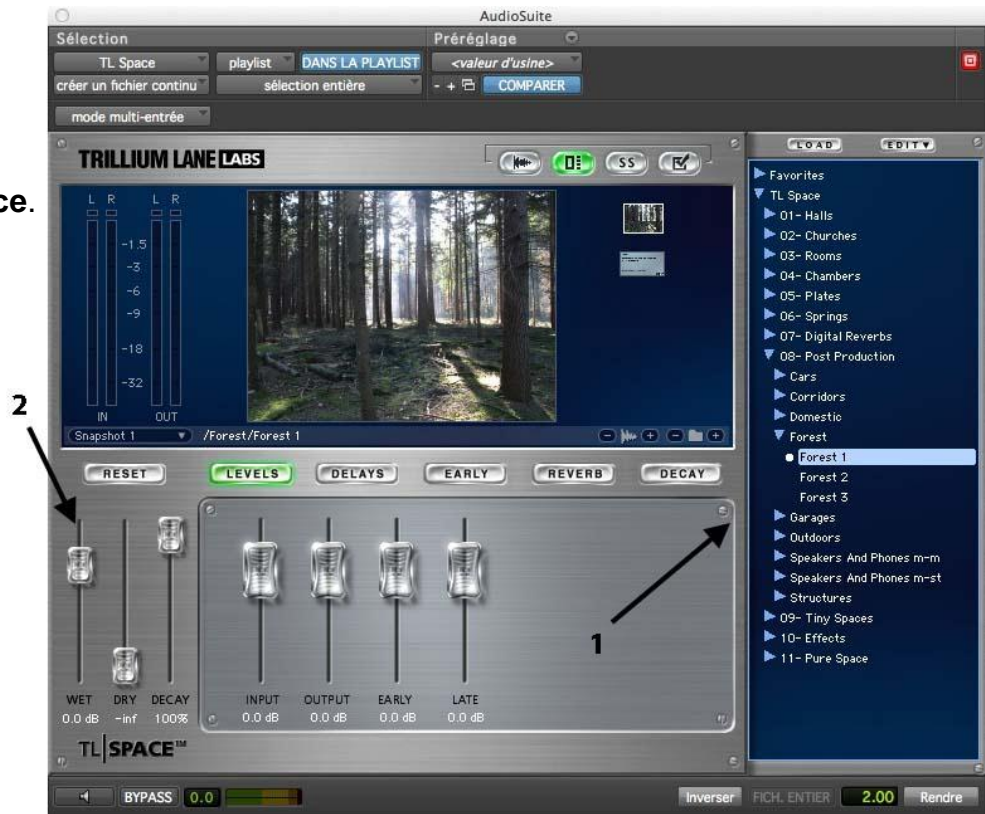 AudioSuite
Sélection
Préréglage
TL Space
playlist
DANS LA PLAYLIST
<valeur d'usine>
créer un fichier continu
sélection entière
- +
COMPARER
mode multi-entrée
TRILLIUM LANE LABS
SS
LOAD
EDIT
ce.
L R L R
-1.5
-3
-6
-9
-18
-32
IN OUT
Snapshot 1
/Forest/Forest 1
- + - +
Favorites
TL Space
01- Halls
02- Churches
03- Rooms
04- Chambers
05- Plates
06- Springs
07- Digital Reverbs
08- Post Production
Cars
Corridors
Domestic
Forest
Forest 1
Forest 2
Forest 3
Garages
Outdoors
Speakers And Phones m-m
Speakers And Phones m-st
Structures
09- Tiny Spaces
10- Effects
11- Pure Space
2
RESET
LEVELS
DELAYS
EARLY
REVERB
DECAY
1
WET DRY DECAY
0.0 dB -inf 100%
INPUT OUTPUT EARLY LATE
0.0 dB 0.0 dB 0.0 dB 0.0 dB
TL SPACE™
BYPASS
0.0
Inverser
FICH. ENTIER
2.00
Rendre